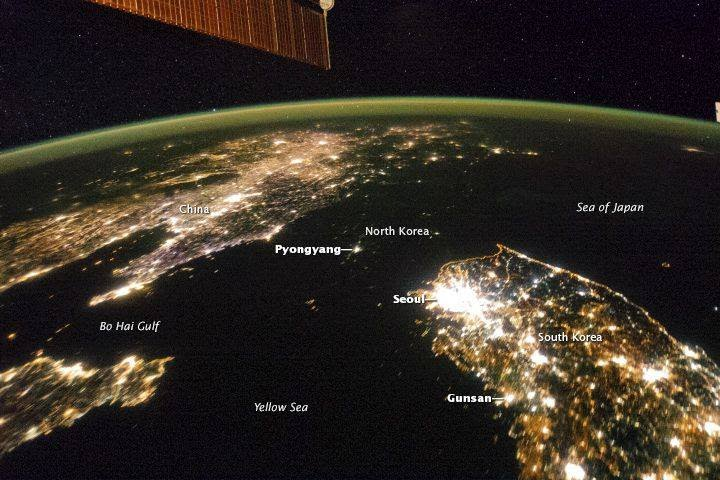 China
Sea of Japan
North Korea
Pyongyang
Seoul
Bo Hai Gulf
South Korea
Gunsan
Yellow Sea